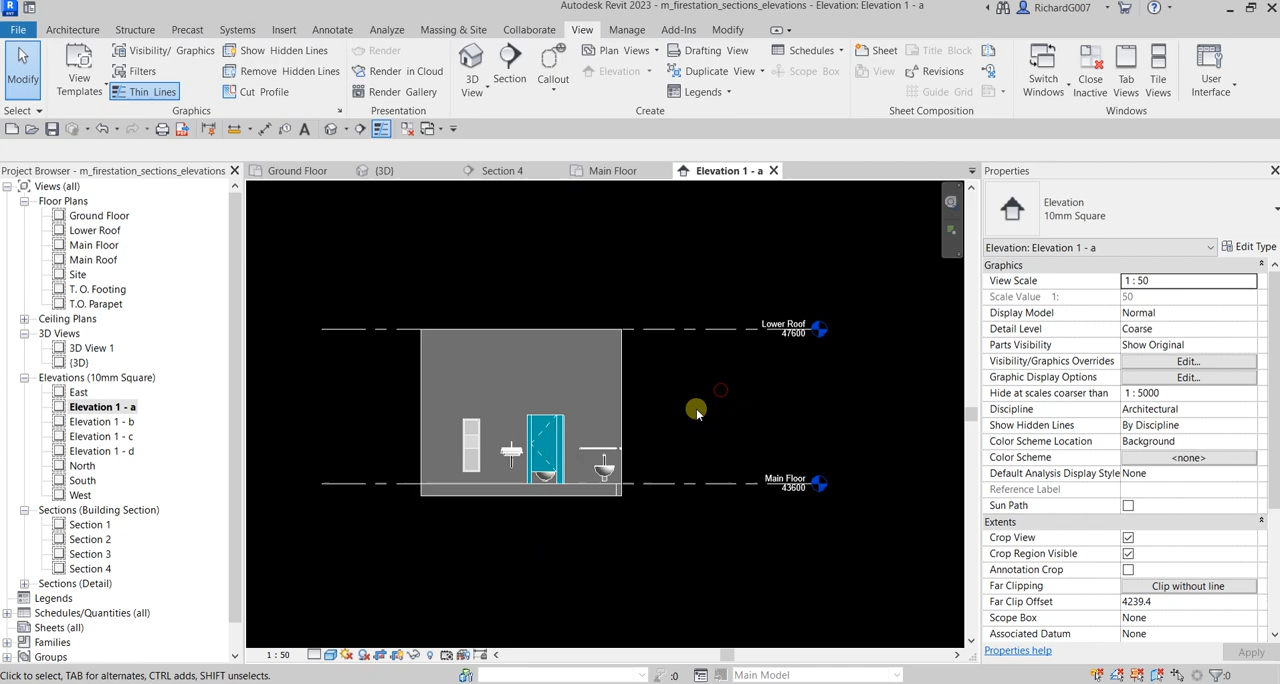 Autodesk Revit 2023 - m_firestation_sections_elevations - Elevation: Elevation 1 - a
RichardG007
File Architecture Structure Precast Systems Insert Annotate Analyze Massing & Site Collaborate View Manage Add-Ins Modify
Modify
View
Templates
Visibility/ Graphics
Filters
Thin Lines
Show Hidden Lines
Remove Hidden Lines
Cut Profile
Render
Render in Cloud
Render Gallery
3D
View
Section
Callout
Plan Views
Elevation
Drafting View
Duplicate View
Legends
Schedules
Scope Box
Sheet
View
Title Block
Revisions
Guide Grid
Switch
Windows
Close
Inactive
Tab
Views
Tile
Views
User
Interface
Select
Graphics
Presentation
Create
Sheet Composition
Windows
Project Browser - m_firestation_sections_elevations
Views (all)
Floor Plans
Ground Floor
Lower Roof
Main Floor
Main Roof
Site
T. O. Footing
T.O. Parapet
Ceiling Plans
3D Views
3D View 1
{3D}
Elevations (10mm Square)
East
Elevation 1 - a
Elevation 1 - b
Elevation 1 - c
Elevation 1 - d
North
South
West
Sections (Building Section)
Section 1
Section 2
Section 3
Section 4
Sections (Detail)
Legends
Schedules/Quantities (all)
Sheets (all)
Families
Groups
Ground Floor
{3D}
Section 4
Main Floor
Elevation 1 - a
Lower Roof
47600
Main Floor
43600
1 : 50
Properties
Elevation
10mm Square
Elevation: Elevation 1 - a
Edit Type
Graphics
View Scale 1 : 50
Scale Value 1: 50
Display Model Normal
Detail Level Coarse
Parts Visibility Show Original
Visibility/Graphics Overrides Edit...
Graphic Display Options Edit...
Hide at scales coarser than 1 : 5000
Discipline Architectural
Show Hidden Lines By Discipline
Color Scheme Location Background
Color Scheme <none>
Default Analysis Display Style None
Reference Label
Sun Path
Extents
Crop View
Crop Region Visible
Annotation Crop
Far Clipping Clip without line
Far Clip Offset 4239.4
Scope Box None
Associated Datum None
Properties help
Apply
Click to select, TAB for alternates, CTRL adds, SHIFT unselects.
:0
Main Model
:0